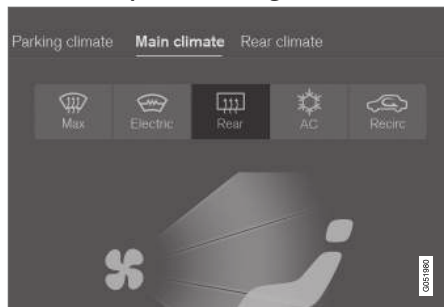 Parking climate Main climate Rear climate
Max Electric Rear AC Recirc
G051980